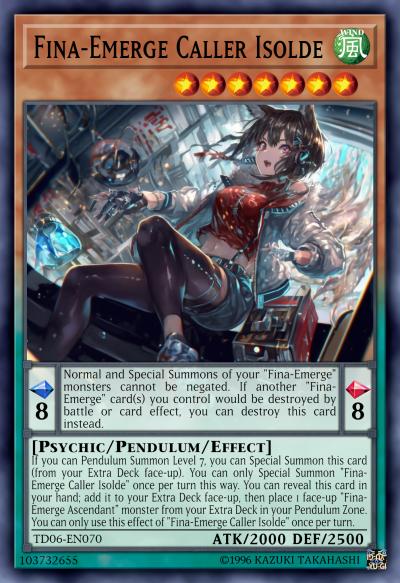 FINA-EMERGE CALLER ISOLDE
WIND
風
Normal and Special Summons of your "Fina-Emerge"
monsters cannot be negated. If another "Fina-
Emerge" card(s) you control would be destroyed by
battle or card effect, you can destroy this card
instead.
8
8
[PSYCHIC/PENDULUM/EFFECT]
If you can Pendulum Summon Level 7, you can Special Summon this card
(from your Extra Deck face-up). You can only Special Summon "Fina-
Emerge Caller Isolde" once per turn this way. You can reveal this card in
your hand; add it to your Extra Deck face-up, then place 1 face-up "Fina-
Emerge Ascendant" monster from your Extra Deck in your Pendulum Zone.
You can only use this effect of "Fina-Emerge Caller Isolde" once per turn.
TD06-EN070
ATK/2000 DEF/2500
103732655
©1996 KAZUKI TAKAHASHI